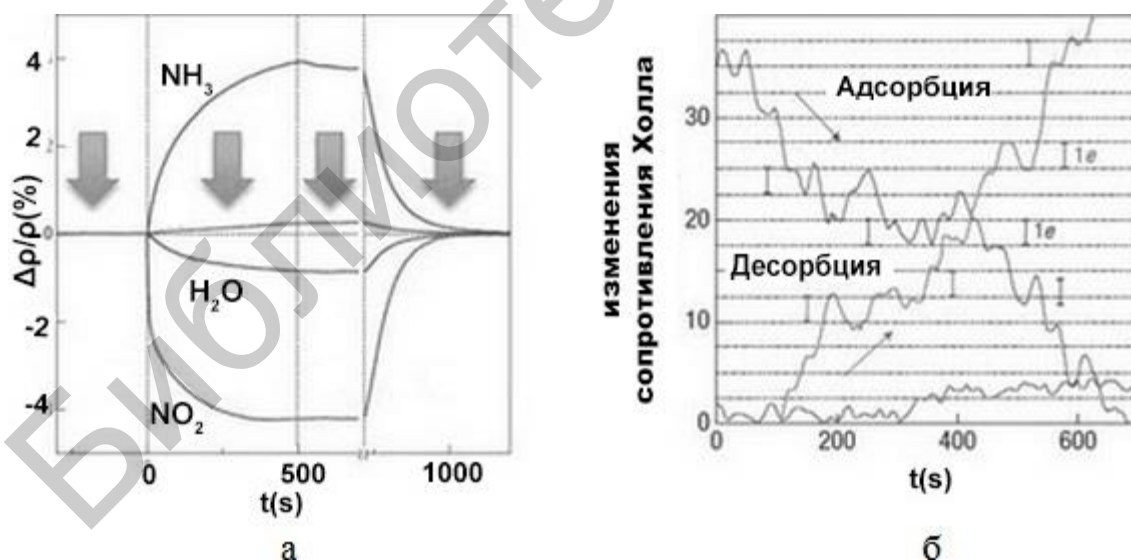 Библиоте
4
2
0
-2
-4
Δρ/ρ(%)
NH3
H2O
NO2
0 500 1000
t(s)
а
изменения
сопротивления Холла
30
20
10
0
Адсорбция
1e
1e
Десорбция
0 200 400 600
t(s)
б